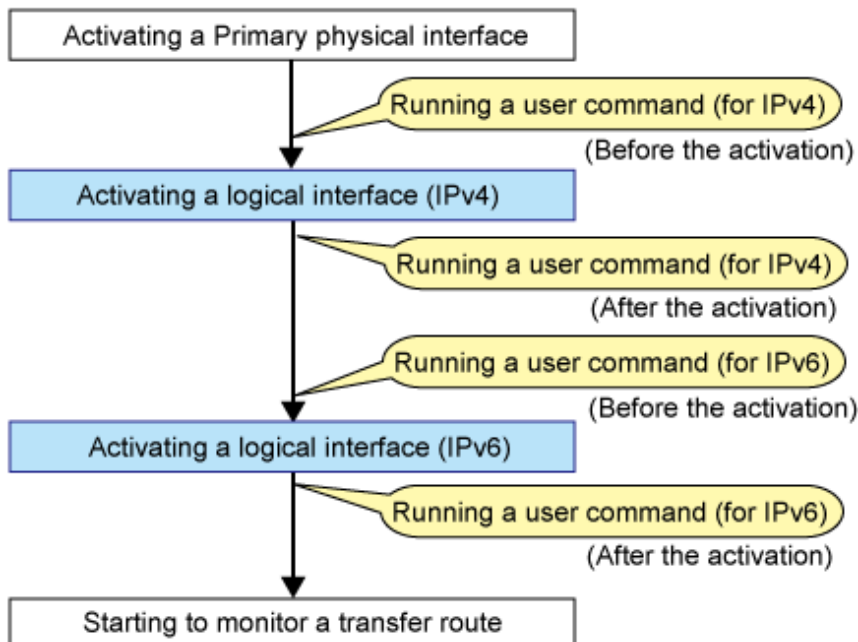 Activating a Primary physical interface
Running a user command (for IPv4)
(Before the activation)
Activating a logical interface (IPv4)
Running a user command (for IPv4)
(After the activation)
Running a user command (for IPv6)
(Before the activation)
Activating a logical interface (IPv6)
Running a user command (for IPv6)
(After the activation)
Starting to monitor a transfer route